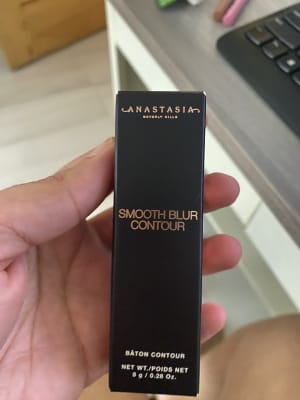 ANASTASIA
BEVERLY HILLS
SMOOTH BLUR
CONTOUR
BÂTON CONTOUR
NET WT./POIDS NET
8 g / 0.28 Oz.